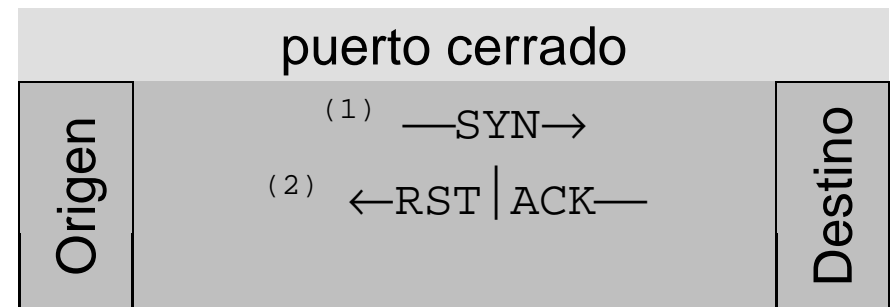 puerto cerrado
Origen
(1) —SYN→
(2) ←RST|ACK—
Destino